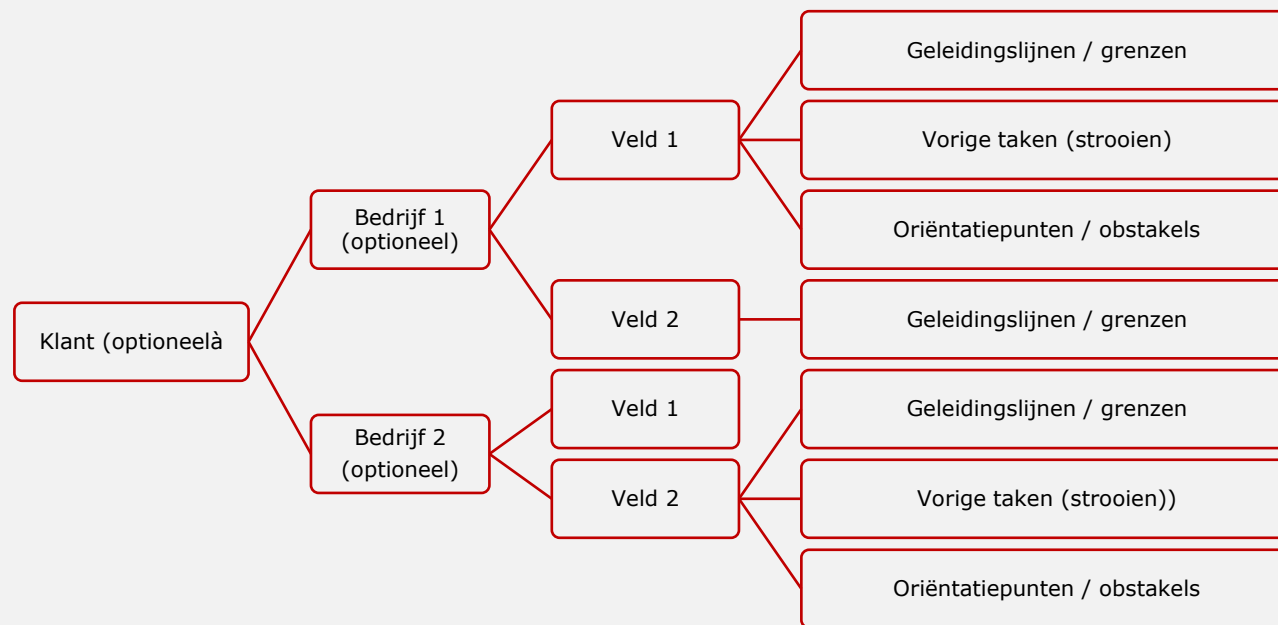 Klant (optioneelà
Bedrijf 1
(optioneel)
Veld 1
Geleidingslijnen / grenzen
Vorige taken (strooien)
Oriëntatiepunten / obstakels
Veld 2
Geleidingslijnen / grenzen
Bedrijf 2
(optioneel)
Veld 1
Veld 2
Geleidingslijnen / grenzen
Vorige taken (strooien))
Oriëntatiepunten / obstakels